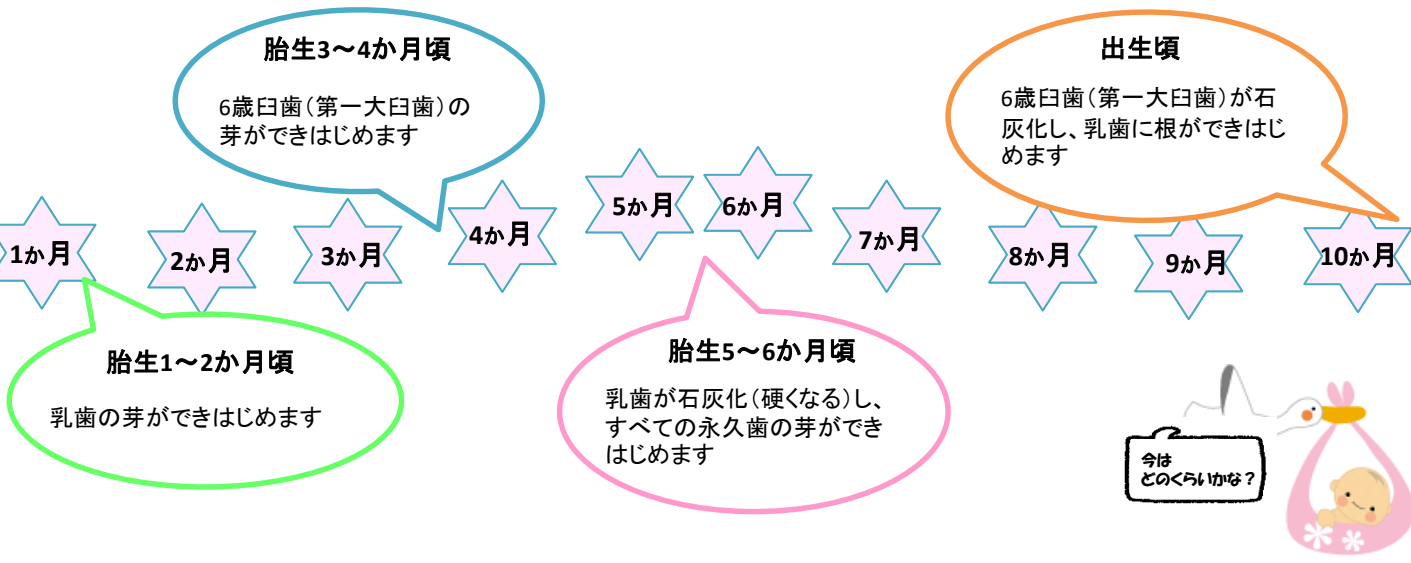 胎生3～4か月頃
6歳臼歯（第一大臼歯）の
芽ができはじめます
出生頃
6歳臼歯（第一大臼歯）が石
灰化し、乳歯に根ができはじ
めます
1か月
2か月
3か月
4か月
5か月
6か月
7か月
8か月
9か月
10か月
胎生1～2か月頃
乳歯の芽ができはじめます
胎生5～6か月頃
乳歯が石灰化（硬くなる）し、
すべての永久歯の芽ができ
はじめます
今は
どのくらいかな？